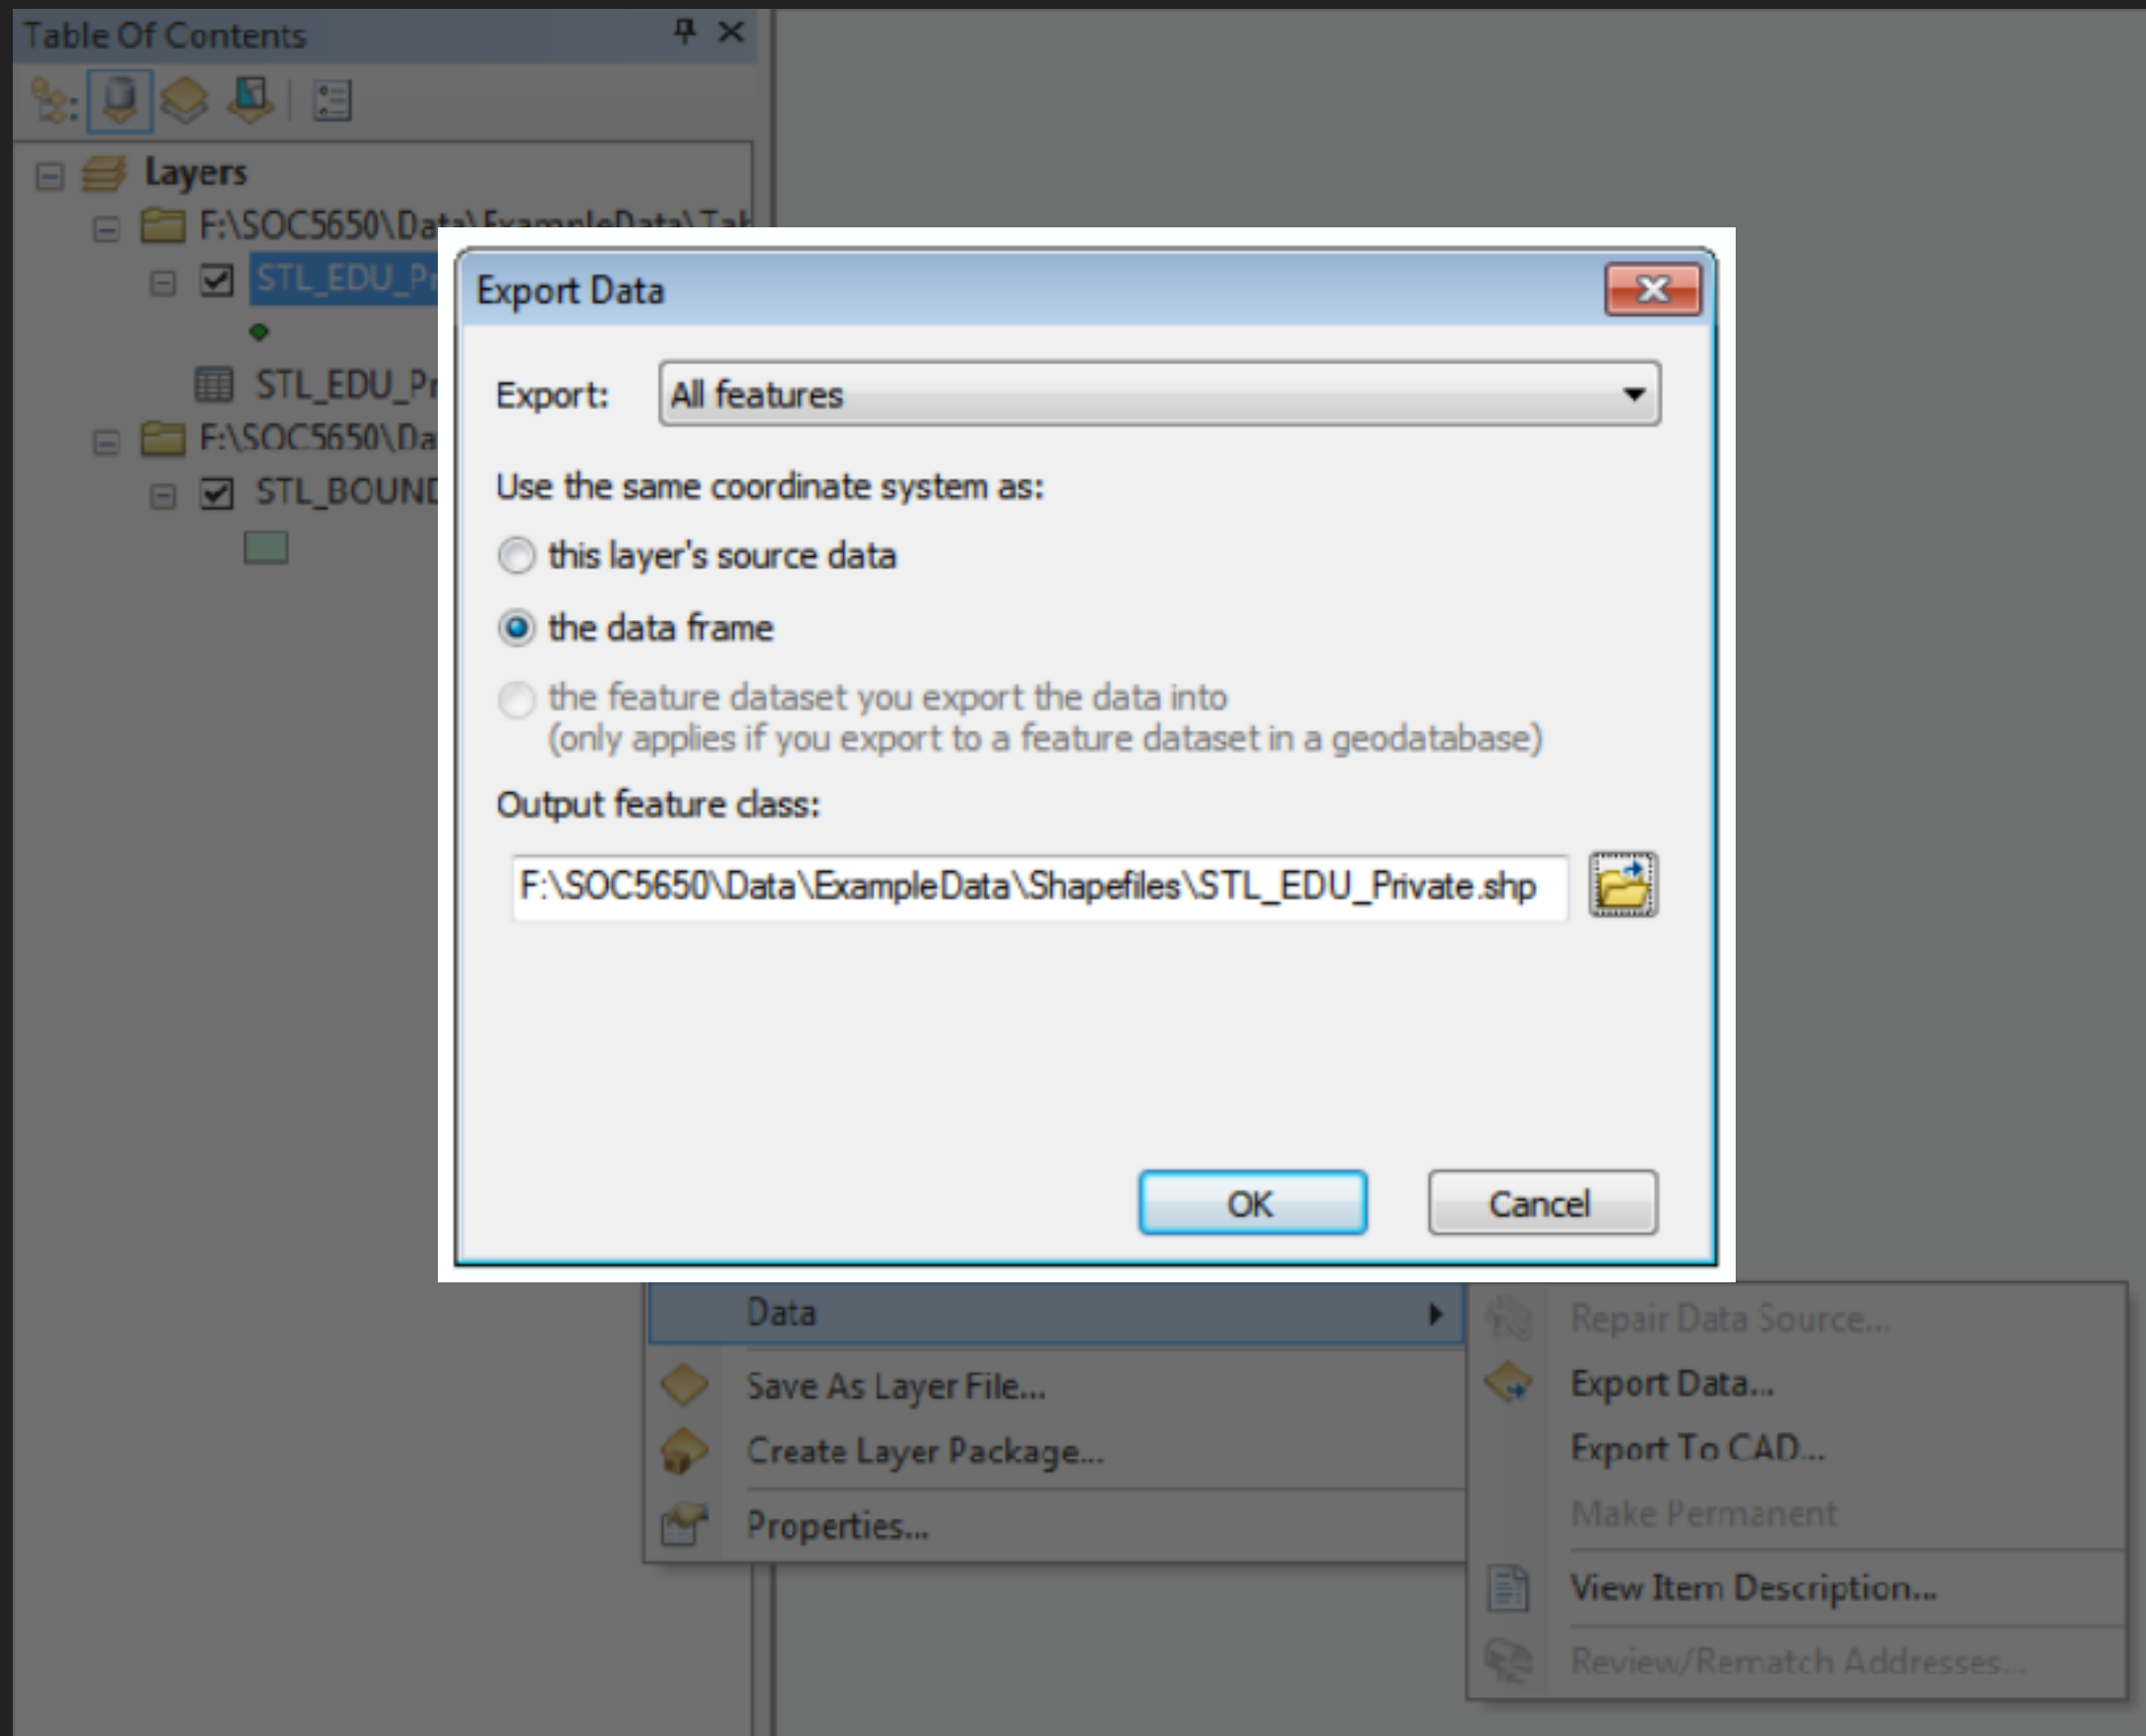 Table Of Contents
Layers
F:\SOC5650\Data\ExampleData\Tab
STL_EDU_Pr
STL_EDU_Pr
F:\SOC5650\Da
STL_BOUND
Export Data
Export:
All features
Use the same coordinate system as:
this layer's source data
the data frame
the feature dataset you export the data into
(only applies if you export to a feature dataset in a geodatabase)
Output feature class:
F:\SOC5650\Data\ExampleData\Shapefiles\STL_EDU_Private.shp
OK
Cancel
Data
Save As Layer File...
Create Layer Package...
Properties...
Repair Data Source...
Export Data...
Export To CAD...
Make Permanent
View Item Description...
Review/Rematch Addresses...